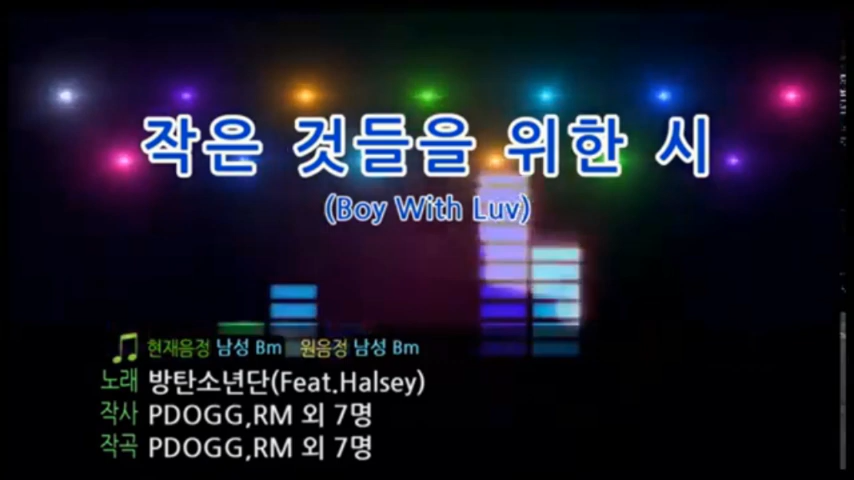 작은 것들을 위한 시
(Boy With Luv)
현재음정 남성 Bm 원음정 남성 Bm
노래 방탄소년단(Feat.Halsey)
작사 PDOGG,RM 외 7명
작곡 PDOGG,RM 외 7명